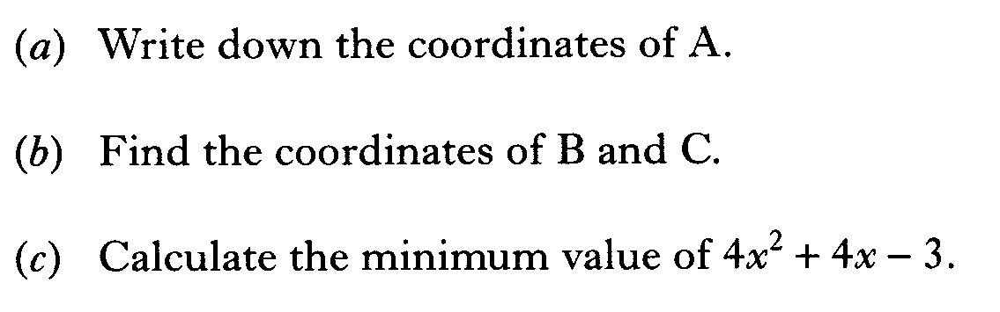 (a) Write down the coordinates of A.
(b) Find the coordinates of B and C.
(c) Calculate the minimum value of 4x² + 4x – 3.